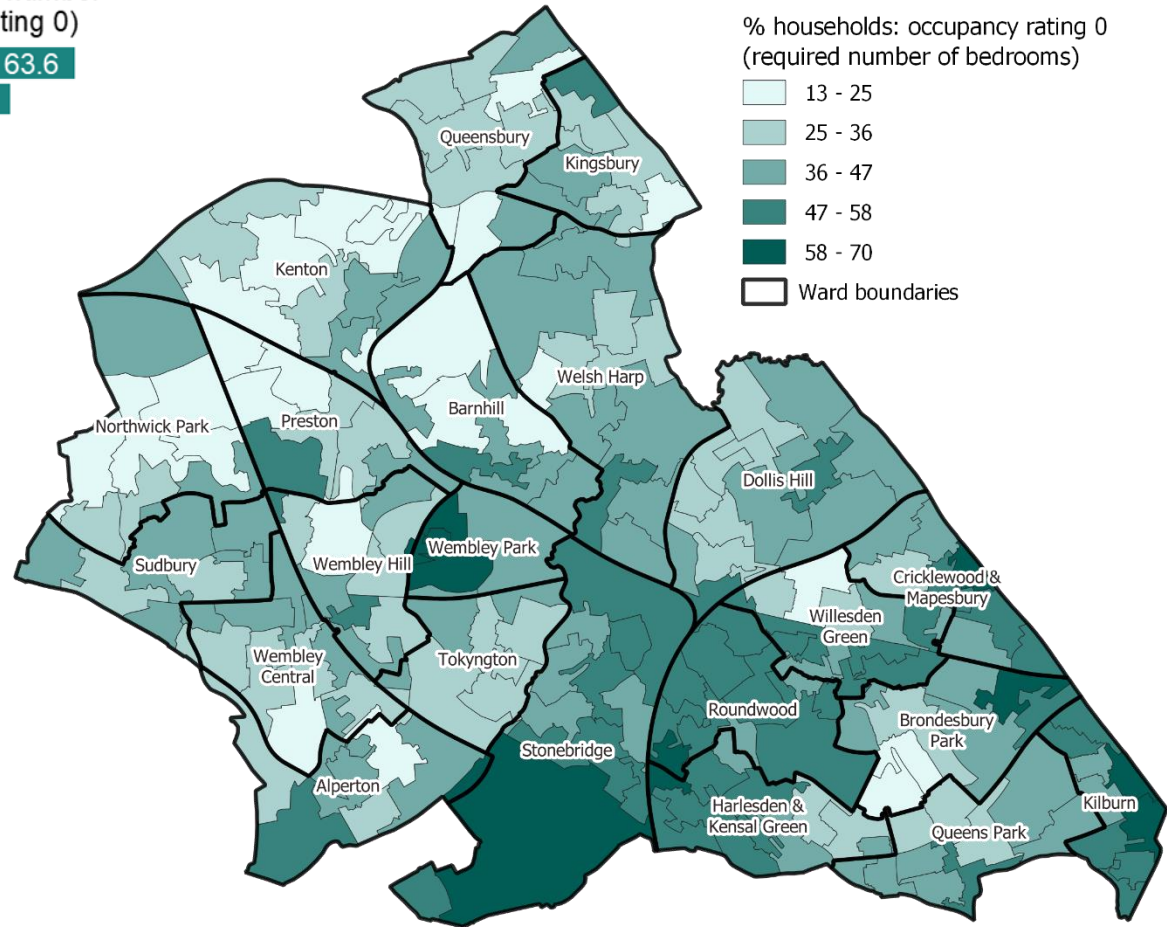 ting 0)
63.6
% households: occupancy rating 0
(required number of bedrooms)
13 - 25
25 - 36
36 - 47
47 - 58
58 - 70
Ward boundaries
Queensbury
Kingsbury
Kenton
Welsh Harp
Barnhill
Northwick Park
Preston
Dollis Hill
Wembley Park
Sudbury
Wembley Hill
Cricklewood &
Mapesbury
Willesden
Green
Wembley
Central
Tokyngton
Roundwood
Brondesbury
Park
Stonebridge
Alperton
Harlesden &
Kensal Green
Queens Park
Kilburn